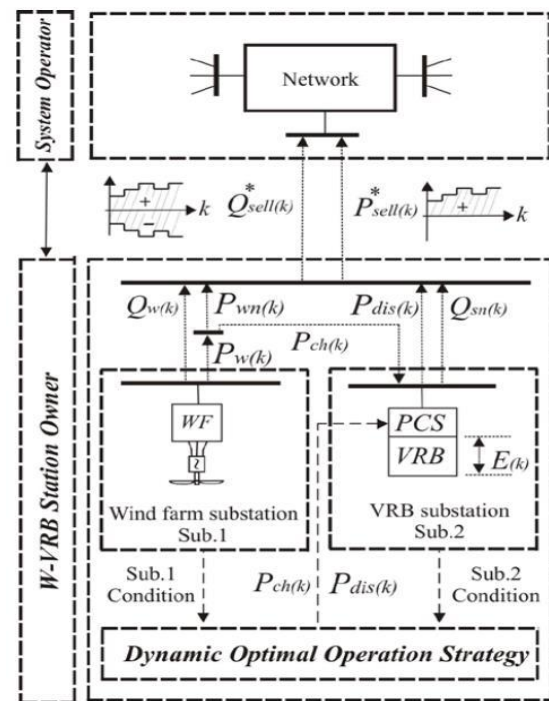 System Operator
Network
+
−
k
Q*sell(k)
P*sell(k)
+
k
W-VRB Station Owner
Qw(k)
Pwn(k)
Pdis(k)
Qsn(k)
Pch(k)
Pw(k)
WF
~
PCS
VRB
E(k)
Wind farm substation
Sub.1
VRB substation
Sub.2
Sub.1
Condition
Pch(k)
Pdis(k)
Sub.2
Condition
Dynamic Optimal Operation Strategy